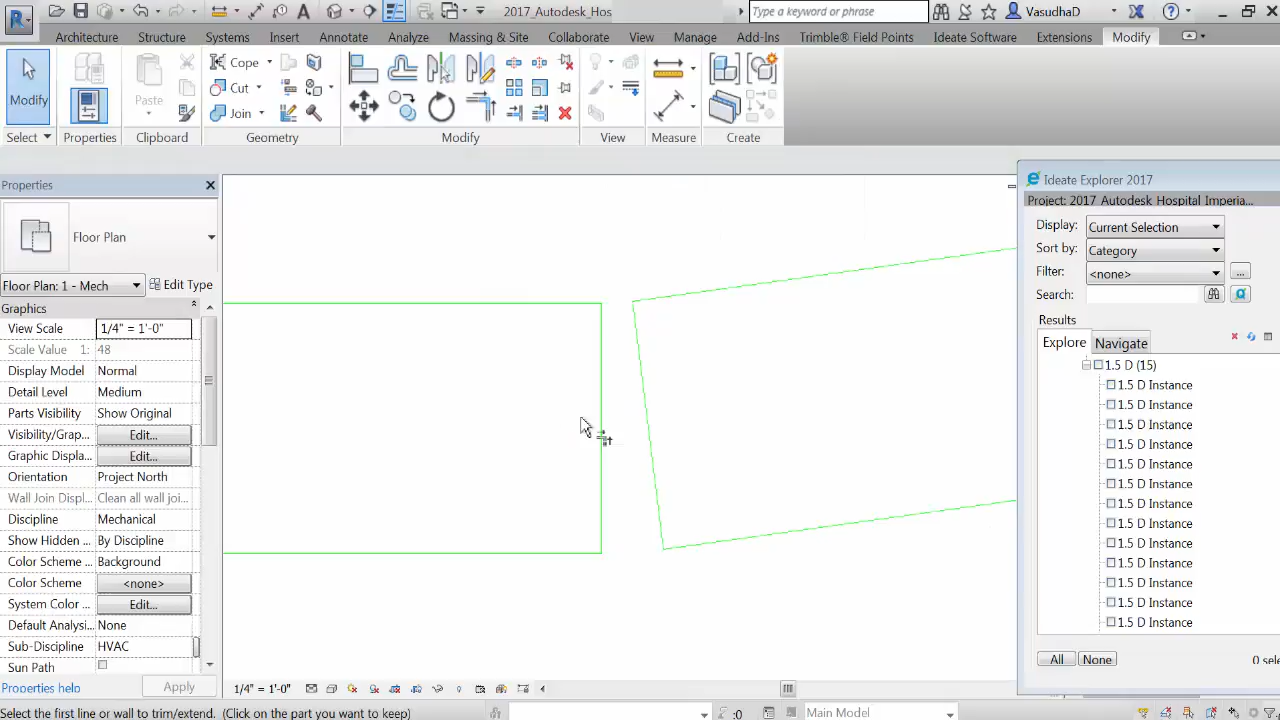 2017_Autodesk_Hos
Type a keyword or phrase
VasudhaD
Architecture Structure Systems Insert Annotate Analyze Massing & Site Collaborate View Manage Add-Ins Trimble® Field Points Ideate Software Extensions Modify
Modify
Paste
Cope
Cut
Join
Select Properties Clipboard Geometry Modify View Measure Create
Properties
Floor Plan
Floor Plan: 1 - Mech
Edit Type
Graphics
View Scale 1/4" = 1'-0"
Scale Value 1: 48
Display Model Normal
Detail Level Medium
Parts Visibility Show Original
Visibility/Grap... Edit...
Graphic Displa... Edit...
Orientation Project North
Wall Join Displ... Clean all wall joi...
Discipline Mechanical
Show Hidden ... By Discipline
Color Scheme ... Background
Color Scheme <none>
System Color ... Edit...
Default Analysi... None
Sub-Discipline HVAC
Sun Path
Properties help
Apply
Ideate Explorer 2017
Project: 2017 Autodesk Hospital Imperia...
Display: Current Selection
Sort by: Category
Filter: <none>
...
Search:
Results
Explore Navigate
1.5 D (15)
1.5 D Instance
1.5 D Instance
1.5 D Instance
1.5 D Instance
1.5 D Instance
1.5 D Instance
1.5 D Instance
1.5 D Instance
1.5 D Instance
1.5 D Instance
1.5 D Instance
1.5 D Instance
1.5 D Instance
All None
0 sele
1/4" = 1'-0"
Select the first line or wall to trim/extend. (Click on the part you want to keep)
:0
Main Model